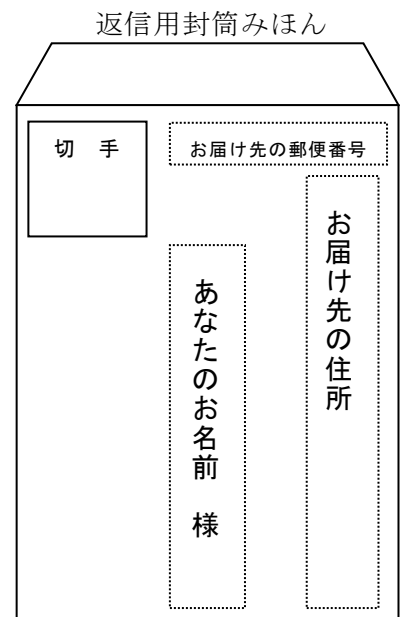 返信用封筒みほん
切　手
お届け先の郵便番号
お届け先の住所
あなたのお名前　様